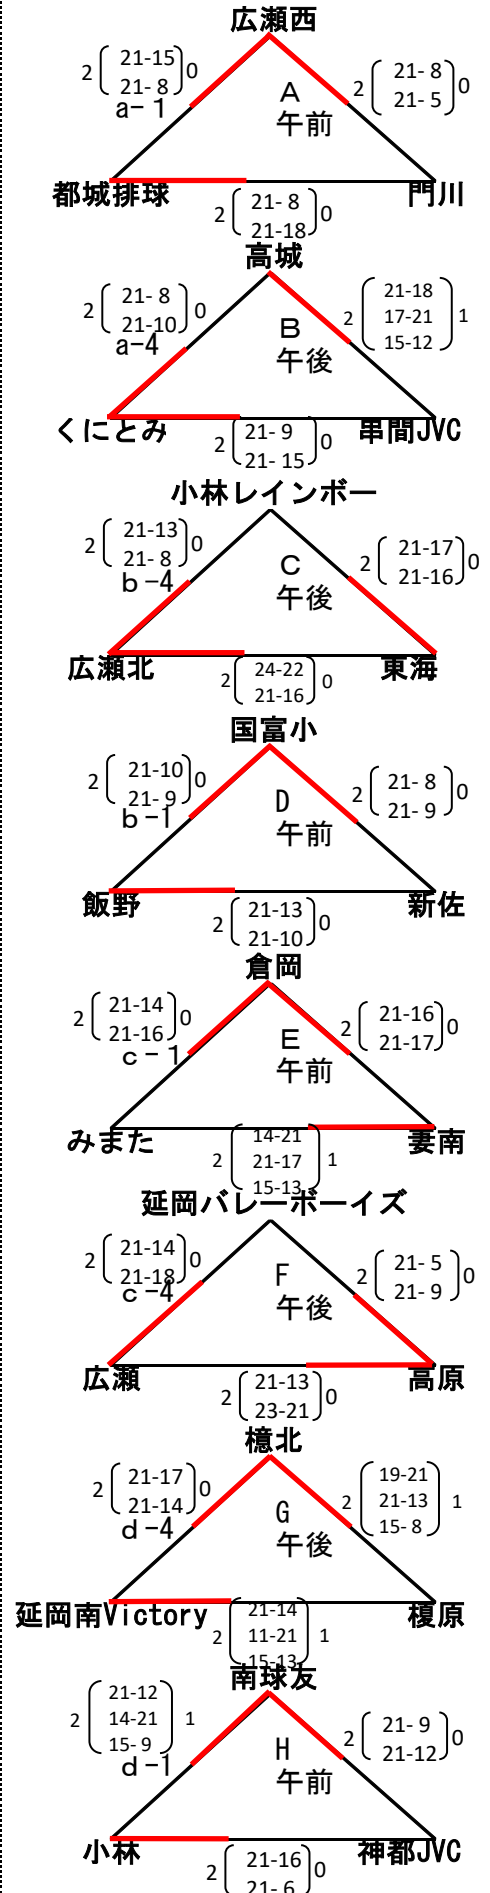 広瀬西
2 21-15 0
21- 8
a-1
A
午前
2 21- 8 0
21- 5
都城排球
門川
2 21- 8 0
21-18
高城
2 21- 8 0
21-10
a-4
B
午後
2 21-18 1
17-21
15-12
くにとみ
串間JVC
2 21- 9 0
21- 15
小林レインボー
2 21-13 0
21- 8
b-4
C
午後
2 21-17 0
21-16
広瀬北
東海
2 24-22 0
21-16
国富小
2 21-10 0
21- 9
b-1
D
午前
2 21- 8 0
21- 9
飯野
新佐
2 21-13 0
21-10
倉岡
2 21-14 0
21-16
c-1
E
午前
2 21-16 0
21-17
みまた
妻南
2 14-21 1
21-17
15-13
延岡バレーボーイズ
2 21-14 0
21-18
c-4
F
午後
2 21- 5 0
21- 9
広瀬
高原
2 21-13 0
23-21
檍北
2 21-17 0
21-14
d-4
G
午後
2 19-21 1
21-13
15- 8
延岡南Victory
榎原
2 21-14 1
11-21
15-13
南球友
2 21-12 1
14-21
15- 9
d-1
H
午前
2 21- 9 0
21-12
小林
神都JVC
2 21-16 0
21- 6